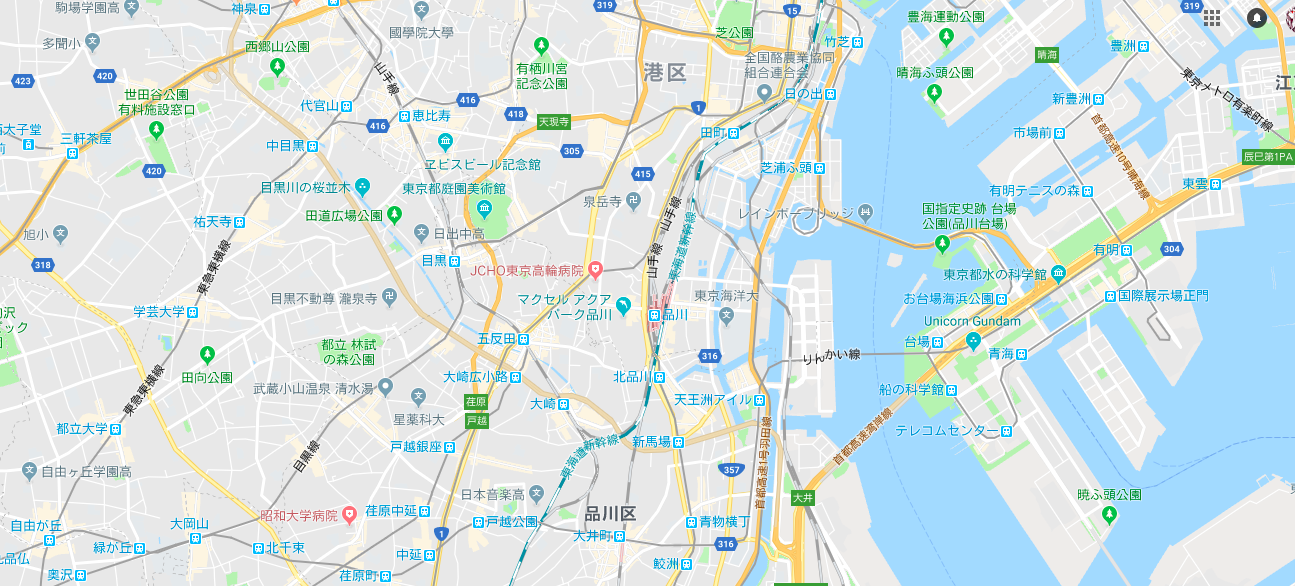 駒場学園高
神泉
國學院大學
319
15
芝公園
竹芝
豊海運動公園
319
多聞小
西郷山公園
港区
全国酪農業協同
組合連合会
晴海
豊洲
山手線
有栖川宮
記念公園
晴海ふ頭公園
東京メトロ有楽町線
423
420
世田谷公園
有料施設窓口
代官山
416
日の出
新豊洲
恵比寿
418
1
天現寺
416
田町
市場前
首都高速10号晴海線
三軒茶屋
中目黒
ヱビスビール記念館
305
辰巳第1PA
420
415
芝浦ふ頭
目黒川の桜並木
東京都庭園美術館
有明テニスの森
東雲
泉岳寺
山手線
田道広場公園
レインボーブリッジ
国指定史跡 台場
公園(品川台場)
祐天寺
旭小
日出中高
東海道新幹線
有明
304
318
東急東横線
目黒
山手線
JCHO東京高輪病院
東京都水の科学館
目黒不動尊 瀧泉寺
マクセル アクア
パーク品川
東京海洋大
お台場海浜公園
国際展示場正門
学芸大学
品川
Unicorn Gundam
五反田
台場
都立 林試
の森公園
316
りんかい線
青海
田向公園
大崎広小路
北品川
武蔵小山温泉 清水湯
船の科学館
東急東横線
荏原
大崎
天王洲アイル
星薬科大
戸越
都立大学
テレコムセンター
戸越銀座
東海道新幹線
新馬場
首都高速湾岸線
目黒線
首都高速1号羽田線
自由ヶ丘学園高
357
日本音楽高
大井
暁ふ頭公園
昭和大学病院
荏原中延
品川区
自由が丘
大岡山
戸越公園
青物横丁
1
大井町
緑が丘
北千束
316
中延
鮫洲
奥沢
荏原町